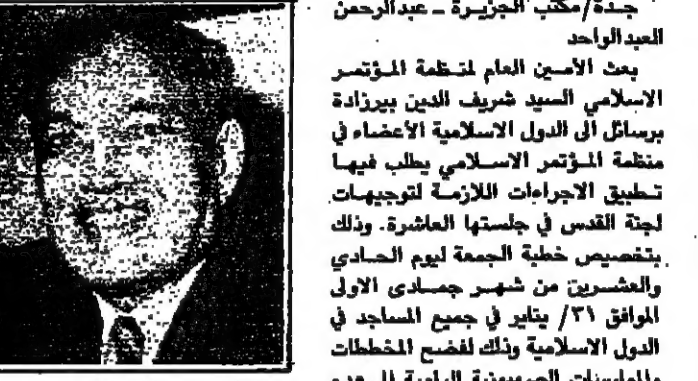 جدة/مكتب الجزيرة ـ عبدالرحمن
العبدالواحد
بعث الأمين العام لمنظمة المؤتمر
الاسلامي السيد شريف الدين بيرزادة
برسائل الى الدول الاسلامية الأعضاء في
منظمة المؤتمر الاسلامي يطلب فيها
تطبيق الاجراءات اللازمة لتوجيهات
لجنة القدس في جلستها العاشرة. وذلك
بتخصيص خطبة الجمعة ليوم الحادي
والعشرين من شهر جمادى الاولى
الموافق ٣١/ يناير في جميع المساجد في
الدول الاسلامية وذلك لفضح المخططات
الصهيونية الرامية